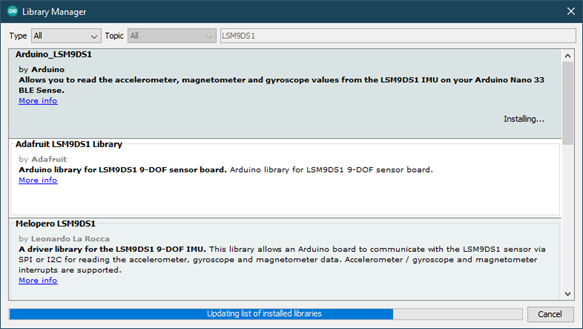 Library Manager
Type All Topic All LSM9DS1
Arduino_LSM9DS1
by Arduino
Allows you to read the accelerometer, magnetometer and gyroscope values from the LSM9DS1 IMU on your Arduino Nano 33
BLE Sense.
More info
Installing...
Adafruit LSM9DS1 Library
by Adafruit
Arduino library for LSM9DS1 9-DOF sensor board. Arduino library for LSM9DS1 9-DOF sensor board.
More info
Melopero LSM9DS1
by Leonardo La Rocca
A driver library for the LSM9DS1 9-DOF IMU. This library allows an Arduino board to communicate with the LSM9DS1 sensor via
SPI or I2C for reading the accelerometer, gyroscope and magnetometer data. Accelerometer / gyroscope and magnetometer
interrupts are supported.
More info
Updating list of installed libraries
Cancel